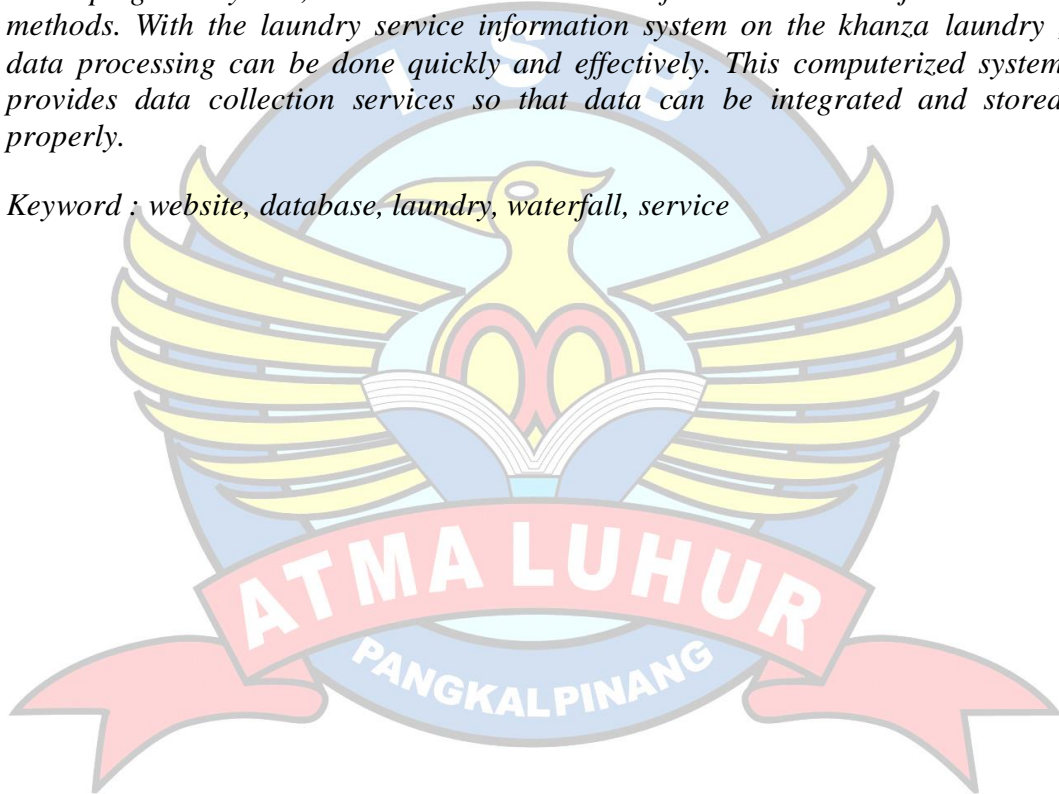 methods. With the laundry service information system on the khanza laundry ,
data processing can be done quickly and effectively. This computerized system
provides data collection services so that data can be integrated and stored
properly.
Keyword : website, database, laundry, waterfall, service
I S B
ATMA LUHUR
PANGKALPINANG